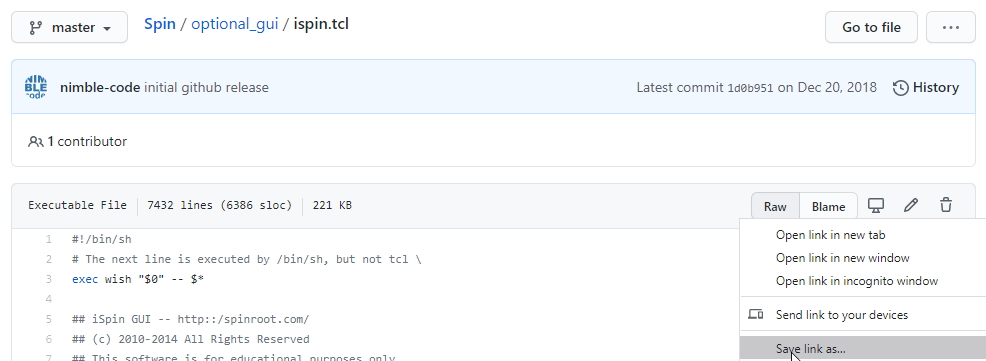 master Spin / optional_gui / ispin.tcl Go to file ...
NIM
BLE
code
nimble-code initial github release Latest commit 1d0b951 on Dec 20, 2018 History
1 contributor
Executable File 7432 lines (6386 sloc) 221 KB Raw Blame
1 #!/bin/sh
2 # The next line is executed by /bin/sh, but not tcl \
3 exec wish "$0" -- $*
4
5 ## iSpin GUI -- http::/spinroot.com/
6 ## (c) 2010-2014 All Rights Reserved
7 ## This software is for educational purposes only
Open link in new tab
Open link in new window
Open link in incognito window
Send link to your devices
Save link as...